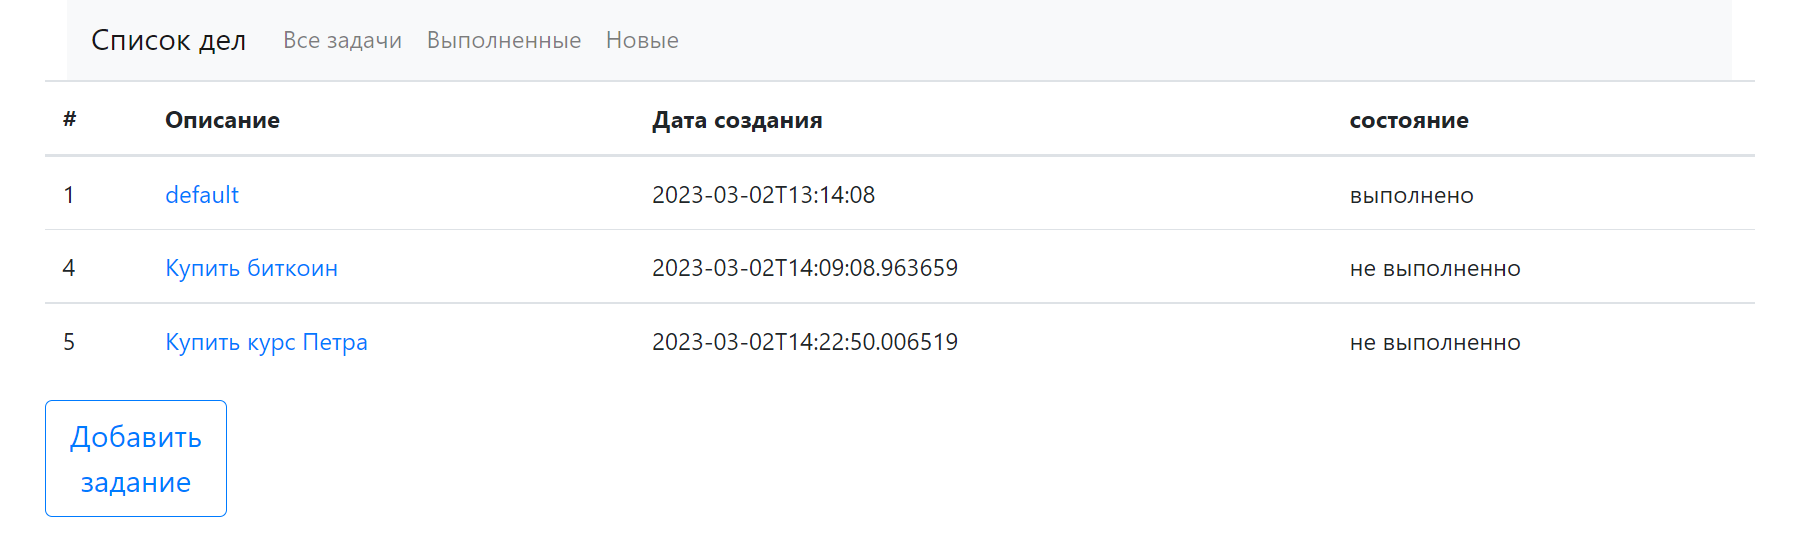 Список дел Все задачи Выполненные Новые
# Описание Дата создания состояние
1 default 2023-03-02T13:14:08 выполнено
4 Купить биткоин 2023-03-02T14:09:08.963659 не выполненно
5 Купить курс Петра 2023-03-02T14:22:50.006519 не выполненно
Добавить
задание